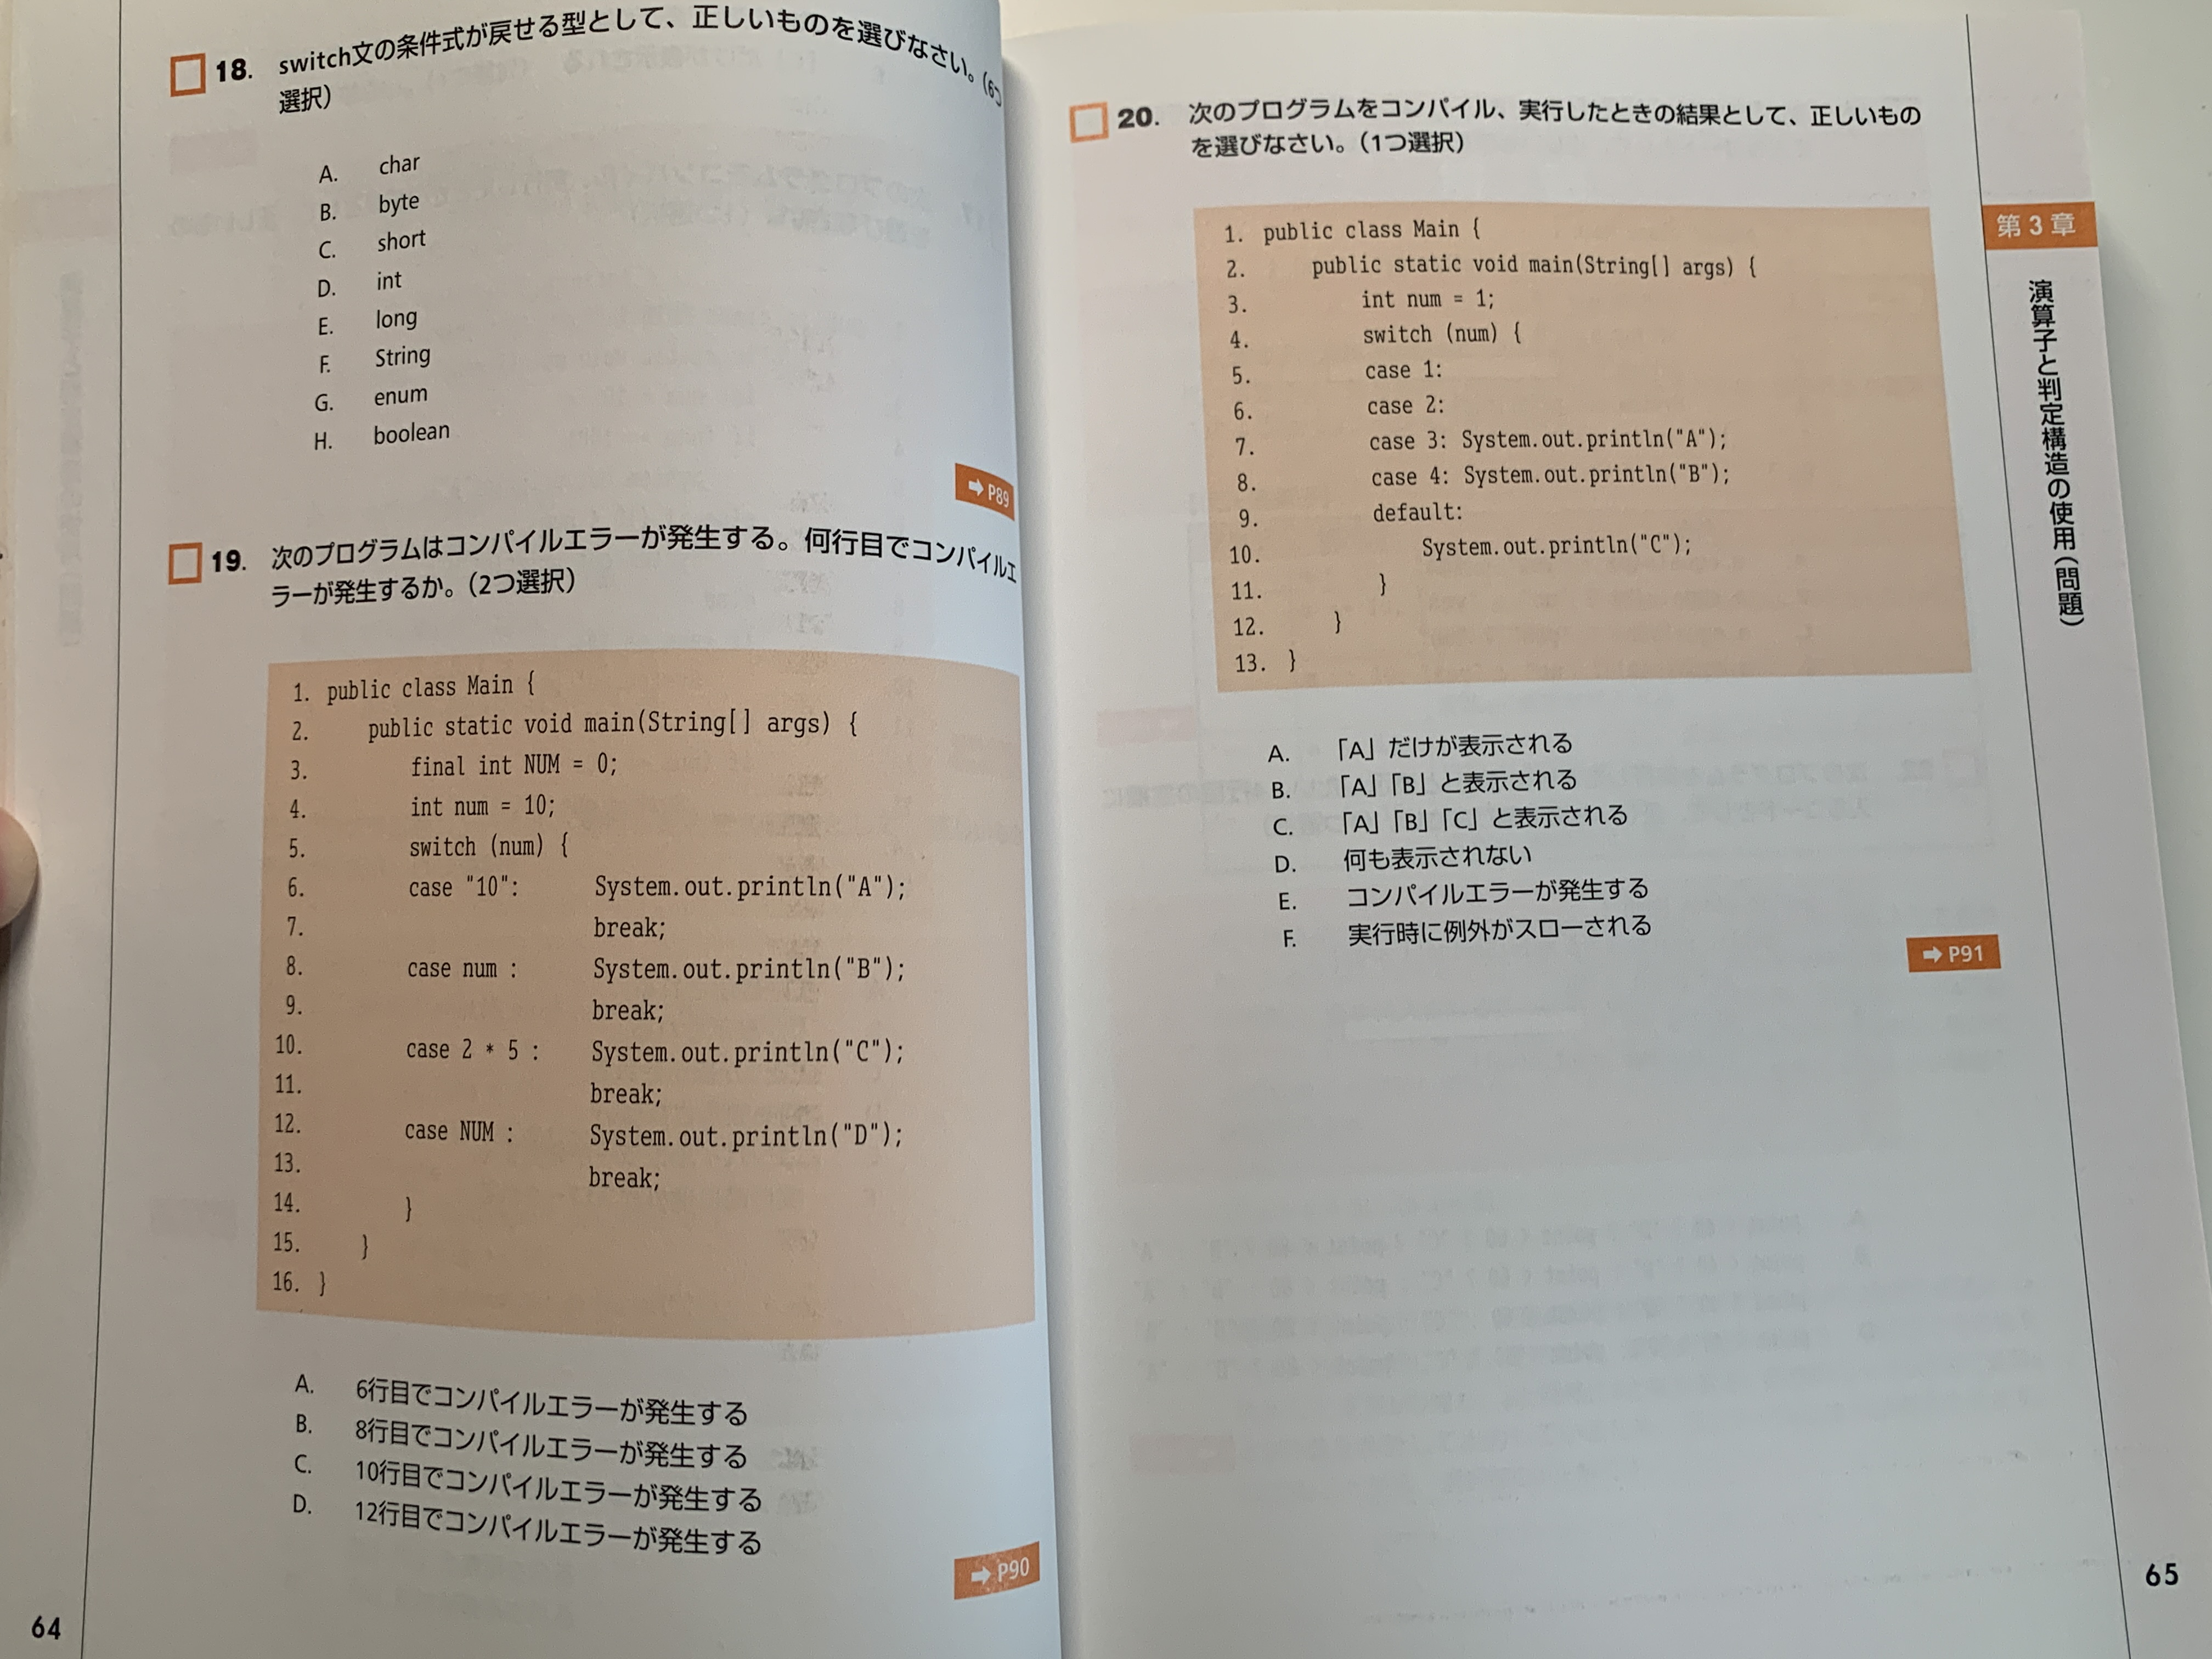 18. switch文の条件式が戻せる型として、正しいものを選びなさい。(6つ
選択)
A. char
B. byte
C. short
D. int
E. long
F. String
G. enum
H. boolean
➡ P89
19. 次のプログラムはコンパイルエラーが発生する。何行目でコンパイルエ
ラーが発生するか。(2つ選択)
1. public class Main {
2. public static void main(String[] args) {
3. final int NUM = 0;
4. int num = 10;
5. switch (num) {
6. case "10": System.out.println("A");
7. break;
8. case num : System.out.println("B");
9. break;
10. case 2 * 5 : System.out.println("C");
11. break;
12. case NUM : System.out.println("D");
13. break;
14. }
15. }
16. }
A. 6行目でコンパイルエラーが発生する
B. 8行目でコンパイルエラーが発生する
C. 10行目でコンパイルエラーが発生する
D. 12行目でコンパイルエラーが発生する
➡ P90
64
20. 次のプログラムをコンパイル、実行したときの結果として、正しいもの
を選びなさい。(1つ選択)
1. public class Main {
2. public static void main(String[] args) {
3. int num = 1;
4. switch (num) {
5. case 1:
6. case 2:
7. case 3: System.out.println("A");
8. case 4: System.out.println("B");
9. default:
10. System.out.println("C");
11. }
12. }
13. }
A. 「A」だけが表示される
B. 「A」「B」と表示される
C. 「A」「B」「C」と表示される
D. 何も表示されない
E. コンパイルエラーが発生する
F. 実行時に例外がスローされる
➡ P91
第3章
演算子と判定構造の使用(問題)
65